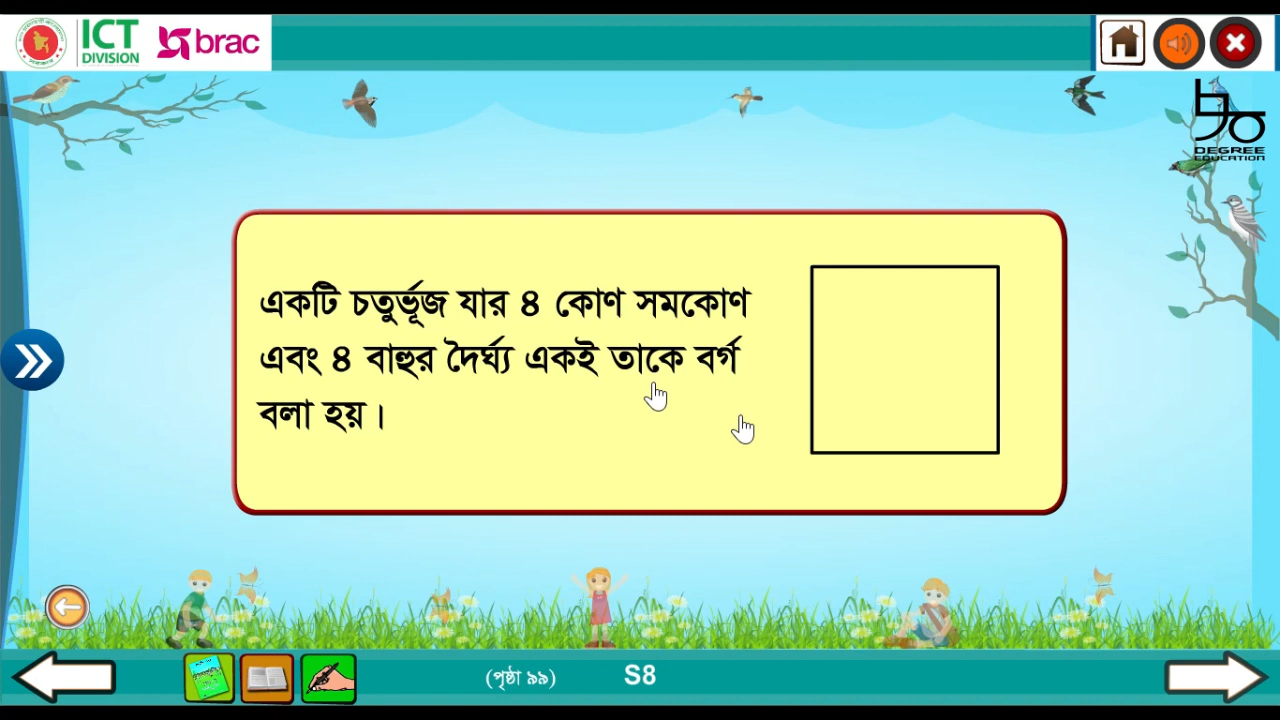 ICT
DIVISION
brac
DEGREE
EDUCATION
একটি চতুর্ভূজ যার ৪ কোণ সমকোণ
এবং ৪ বাহুর দৈর্ঘ্য একই তাকে বর্গ
বলা হয়।
(পৃষ্ঠা ৯৯)
S8